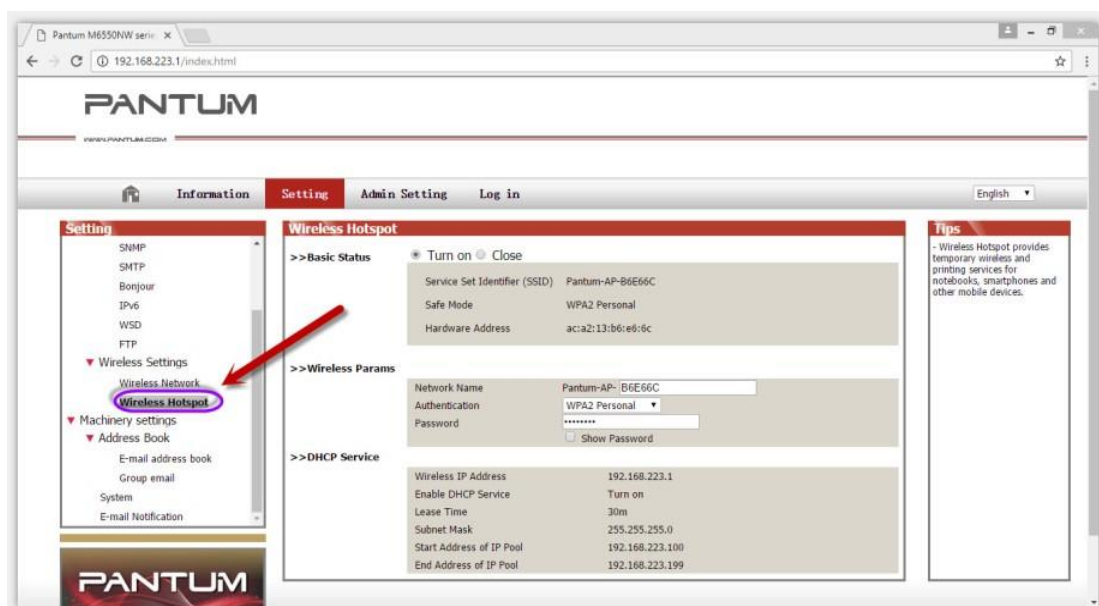 Pantum M6550NW serie
192.168.223.1/index.html
PANTUM
WWW.PANTUM.COM
Information Setting Admin Setting Log in English
Setting
SNMP
SMTP
Bonjour
IPv6
WSD
FTP
Wireless Settings
Wireless Network
Wireless Hotspot
Machinery settings
Address Book
E-mail address book
Group email
System
E-mail Notification
PANTUM
Wireless Hotspot
>>Basic Status Turn on Close
Service Set Identifier (SSID) Pantum-AP-B6E66C
Safe Mode WPA2 Personal
Hardware Address ac:a2:13:b6:e6:6c
>>Wireless Params
Network Name Pantum-AP- B6E66C
Authentication WPA2 Personal
Password ********
Show Password
>>DHCP Service
Wireless IP Address 192.168.223.1
Enable DHCP Service Turn on
Lease Time 30m
Subnet Mask 255.255.255.0
Start Address of IP Pool 192.168.223.100
End Address of IP Pool 192.168.223.199
Tips
- Wireless Hotspot provides
temporary wireless and
printing services for
notebooks, smartphones and
other mobile devices.